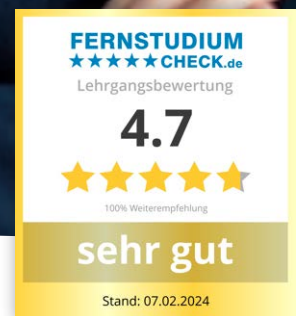 FERNSTUDIUM
★★★★★CHECK.de
Lehrgangsbewertung
4.7
100% Weiterempfehlung
sehr gut
Stand: 07.02.2024